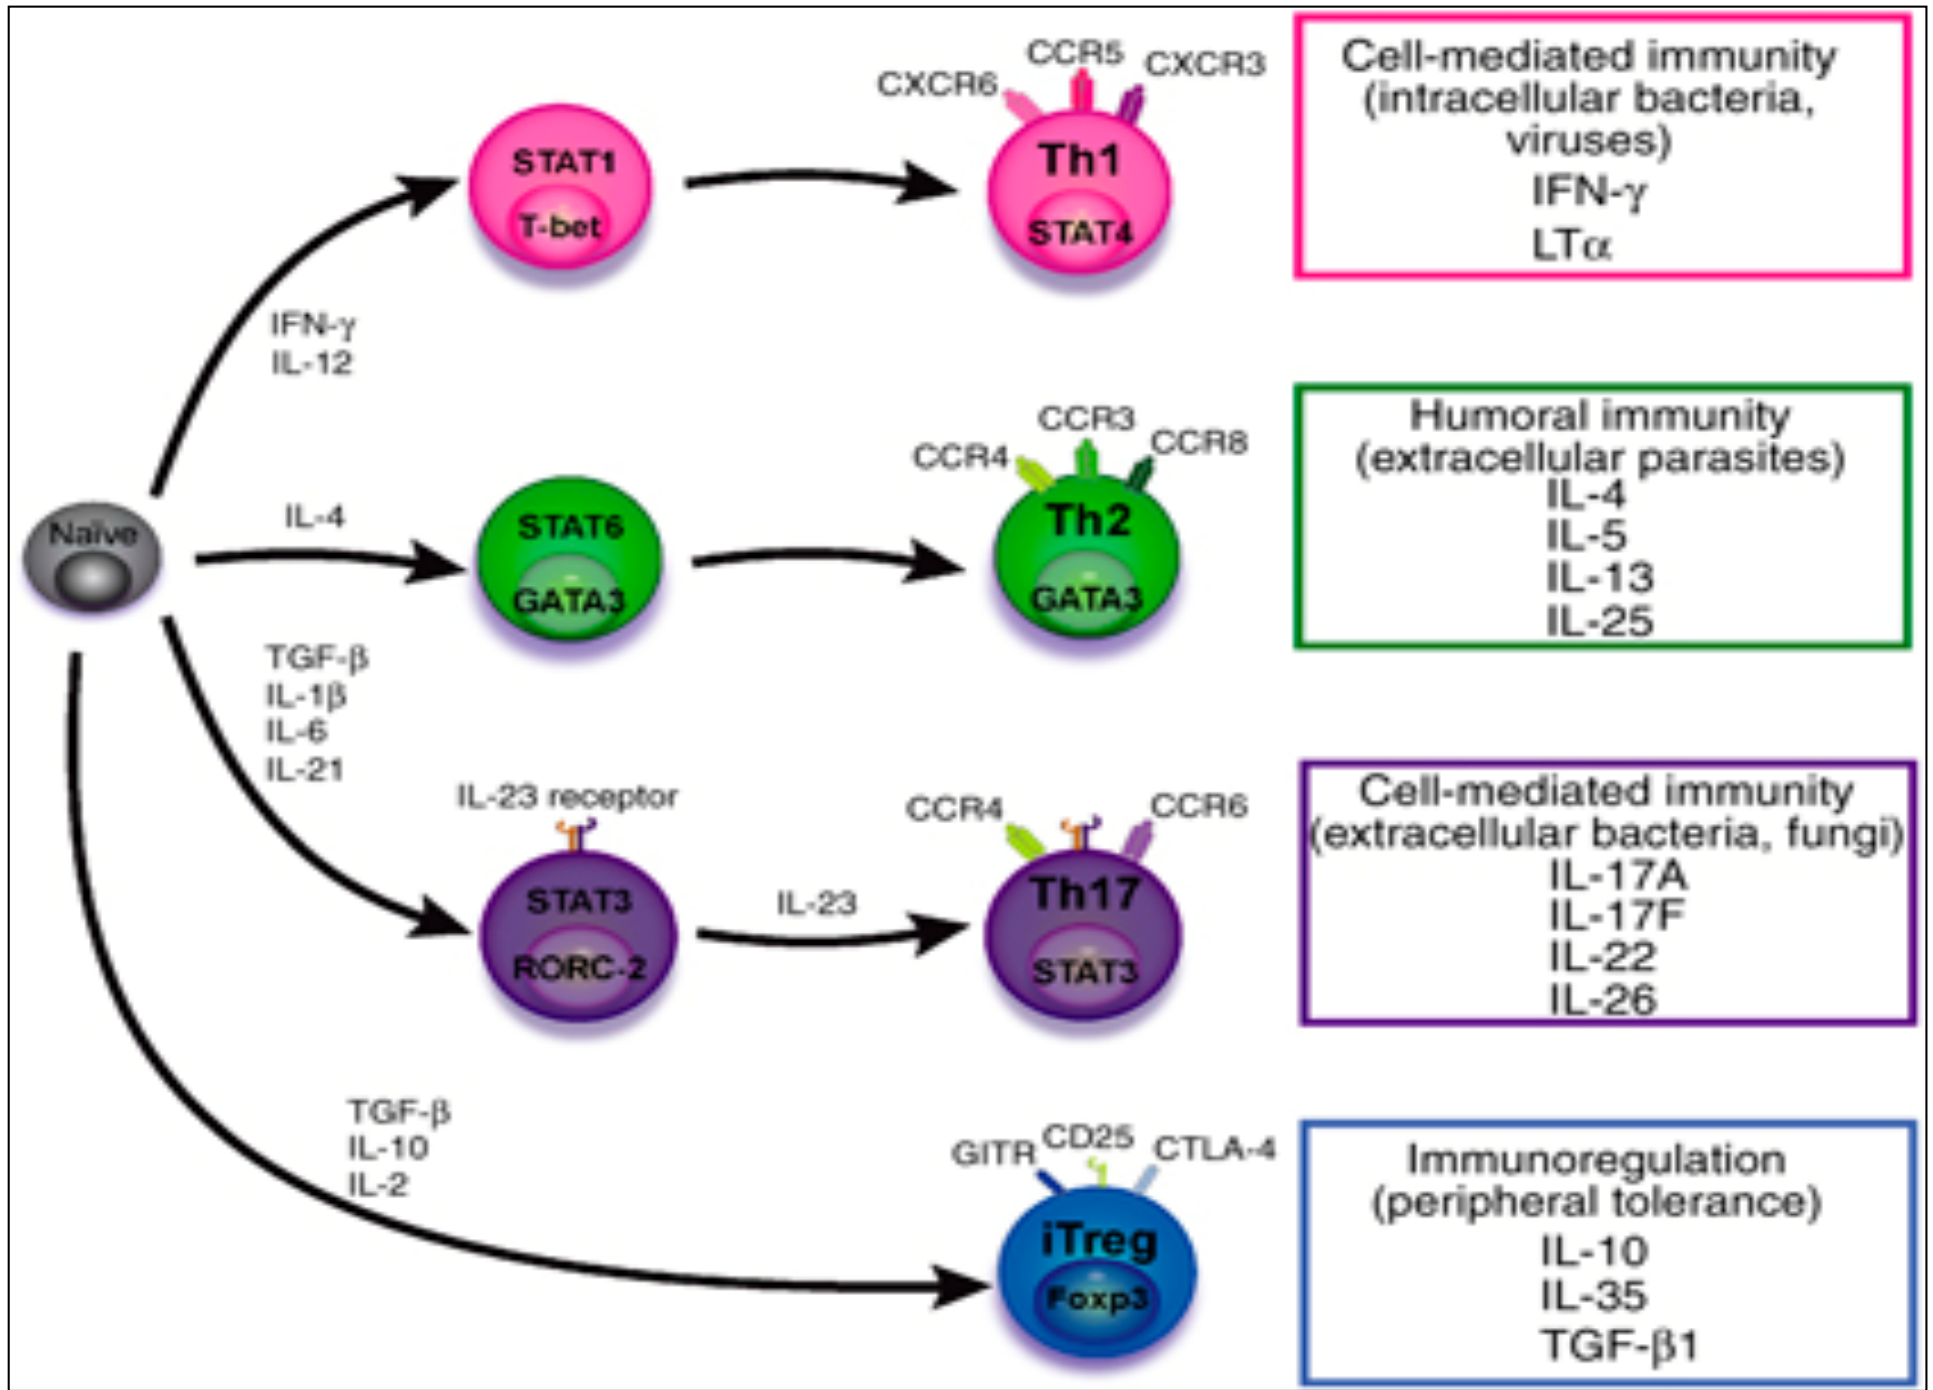 CXCR6
CCR5
CXCR3
STAT1
T-bet
Th1
STAT4
Cell-mediated immunity
(intracellular bacteria,
viruses)
IFN-γ
LTα
IFN-γ
IL-12
Naïve
IL-4
STAT6
GATA3
CCR4
CCR3
CCR8
Th2
GATA3
Humoral immunity
(extracellular parasites)
IL-4
IL-5
IL-13
IL-25
TGF-β
IL-1β
IL-6
IL-21
IL-23 receptor
STAT3
RORC-2
IL-23
CCR4
CCR6
Th17
STAT3
Cell-mediated immunity
(extracellular bacteria, fungi)
IL-17A
IL-17F
IL-22
IL-26
TGF-β
IL-10
IL-2
GITR
CD25
CTLA-4
iTreg
Foxp3
Immunoregulation
(peripheral tolerance)
IL-10
IL-35
TGF-β1